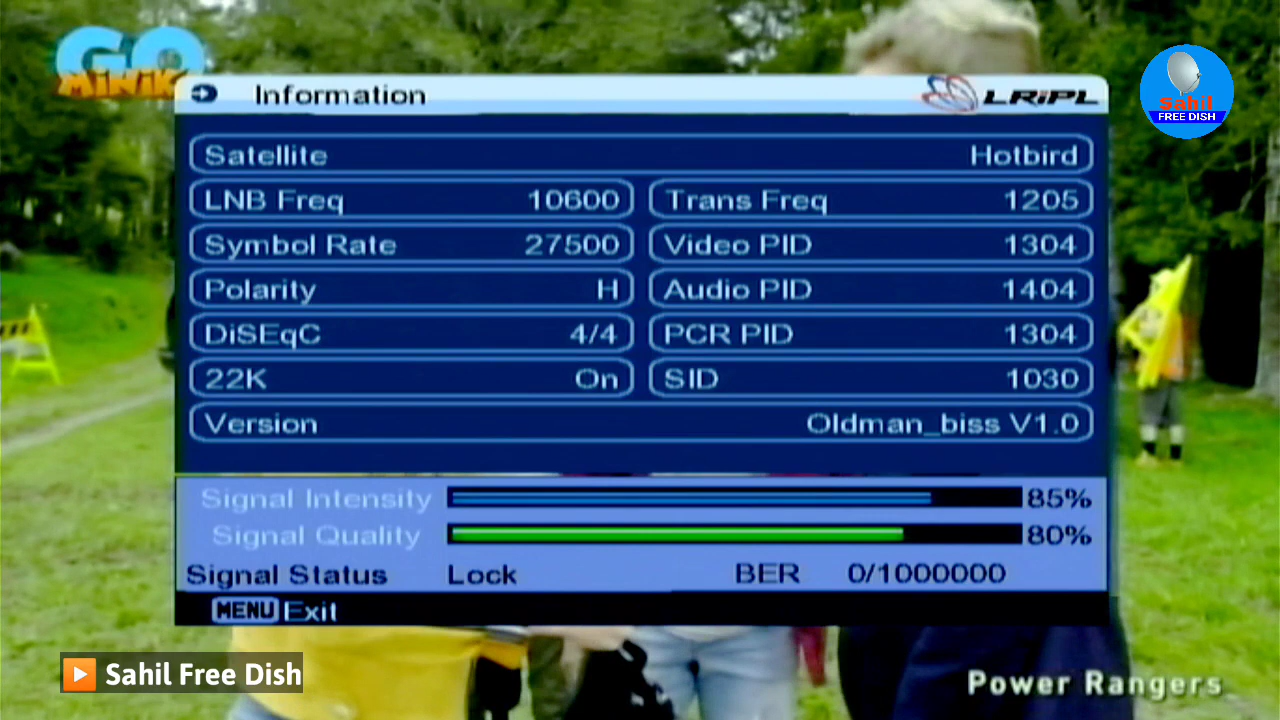 GO
MiNiK
Information
LRIPL
Sahil
FREE DISH
Satellite Hotbird
LNB Freq 10600 Trans Freq 1205
Symbol Rate 27500 Video PID 1304
Polarity H Audio PID 1404
DiSEqC 4/4 PCR PID 1304
22K On SID 1030
Version Oldman_biss V1.0
Signal Intensity 85%
Signal Quality 80%
Signal Status Lock BER 0/1000000
MENU Exit
Sahil Free Dish
Power Rangers